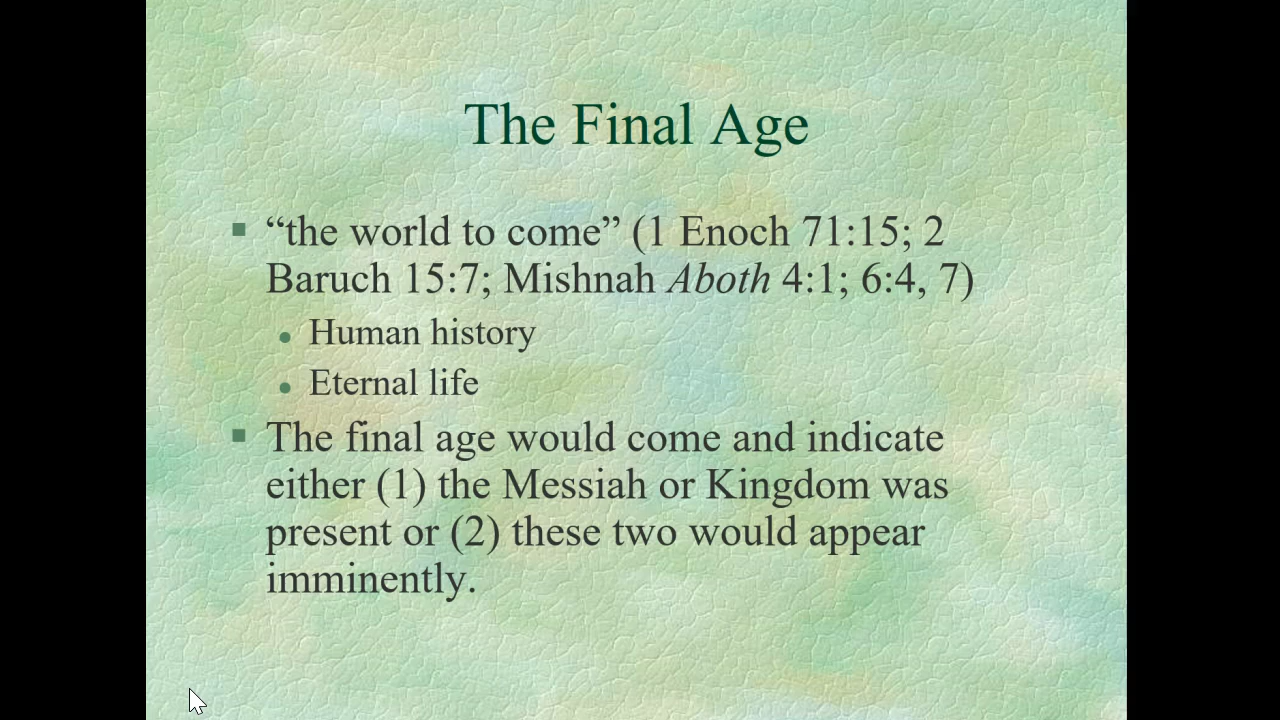 The Final Age
“the world to come” (1 Enoch 71:15; 2
Baruch 15:7; Mishnah Aboth 4:1; 6:4, 7)
Human history
Eternal life
The final age would come and indicate
either (1) the Messiah or Kingdom was
present or (2) these two would appear
imminently.